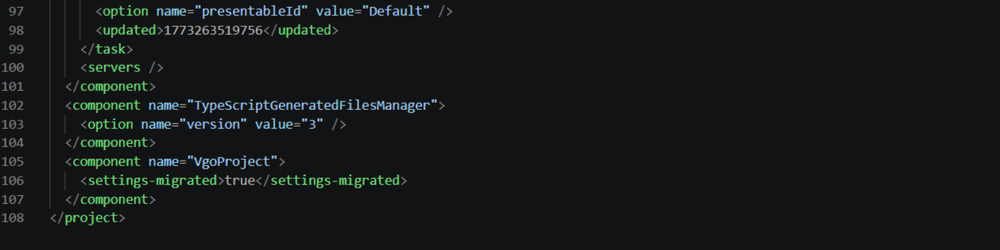 97 <option name="presentableId" value="Default" />
98 <updated>1773263519756</updated>
99 </task>
100 <servers />
101 </component>
102 <component name="TypeScriptGeneratedFilesManager">
103 <option name="version" value="3" />
104 </component>
105 <component name="VgoProject">
106 <settings-migrated>true</settings-migrated>
107 </component>
108 </project>